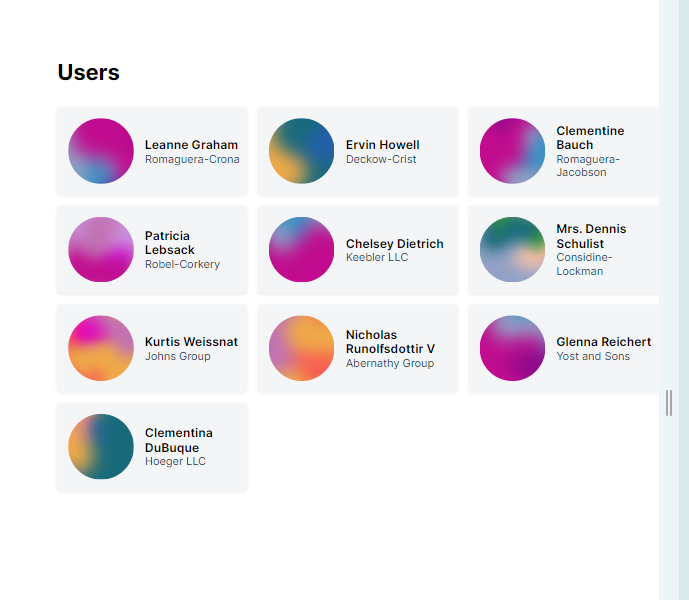 Users
Leanne Graham
Romaguera-Crona
Ervin Howell
Deckow-Crist
Clementine
Bauch
Romaguera-
Jacobson
Patricia
Lebsack
Robel-Corkery
Chelsey Dietrich
Keebler LLC
Mrs. Dennis
Schulist
Considine-
Lockman
Kurtis Weissnat
Johns Group
Nicholas
Runolfsdottir V
Abernathy Group
Glenna Reichert
Yost and Sons
Clementina
DuBuque
Hoeger LLC